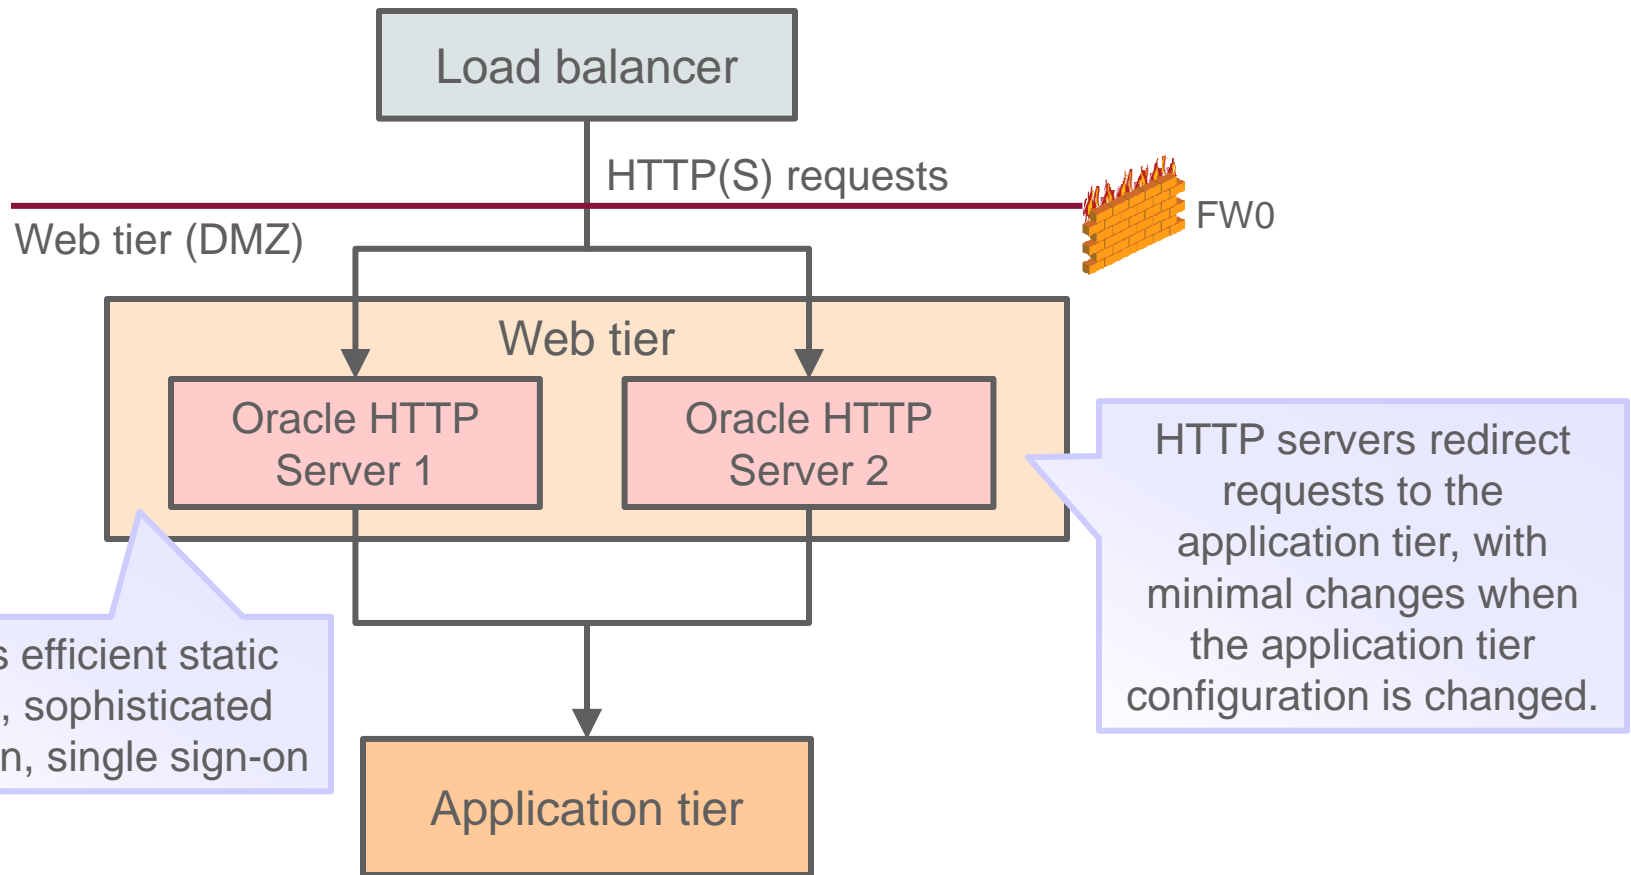 Load balancer
HTTP(S) requests
FW0
Web tier (DMZ)
Web tier
Oracle HTTP
Server 1
Oracle HTTP
Server 2
HTTP servers redirect
requests to the
application tier, with
minimal changes when
the application tier
configuration is changed.
efficient static
, sophisticated
, single sign-on
Application tier